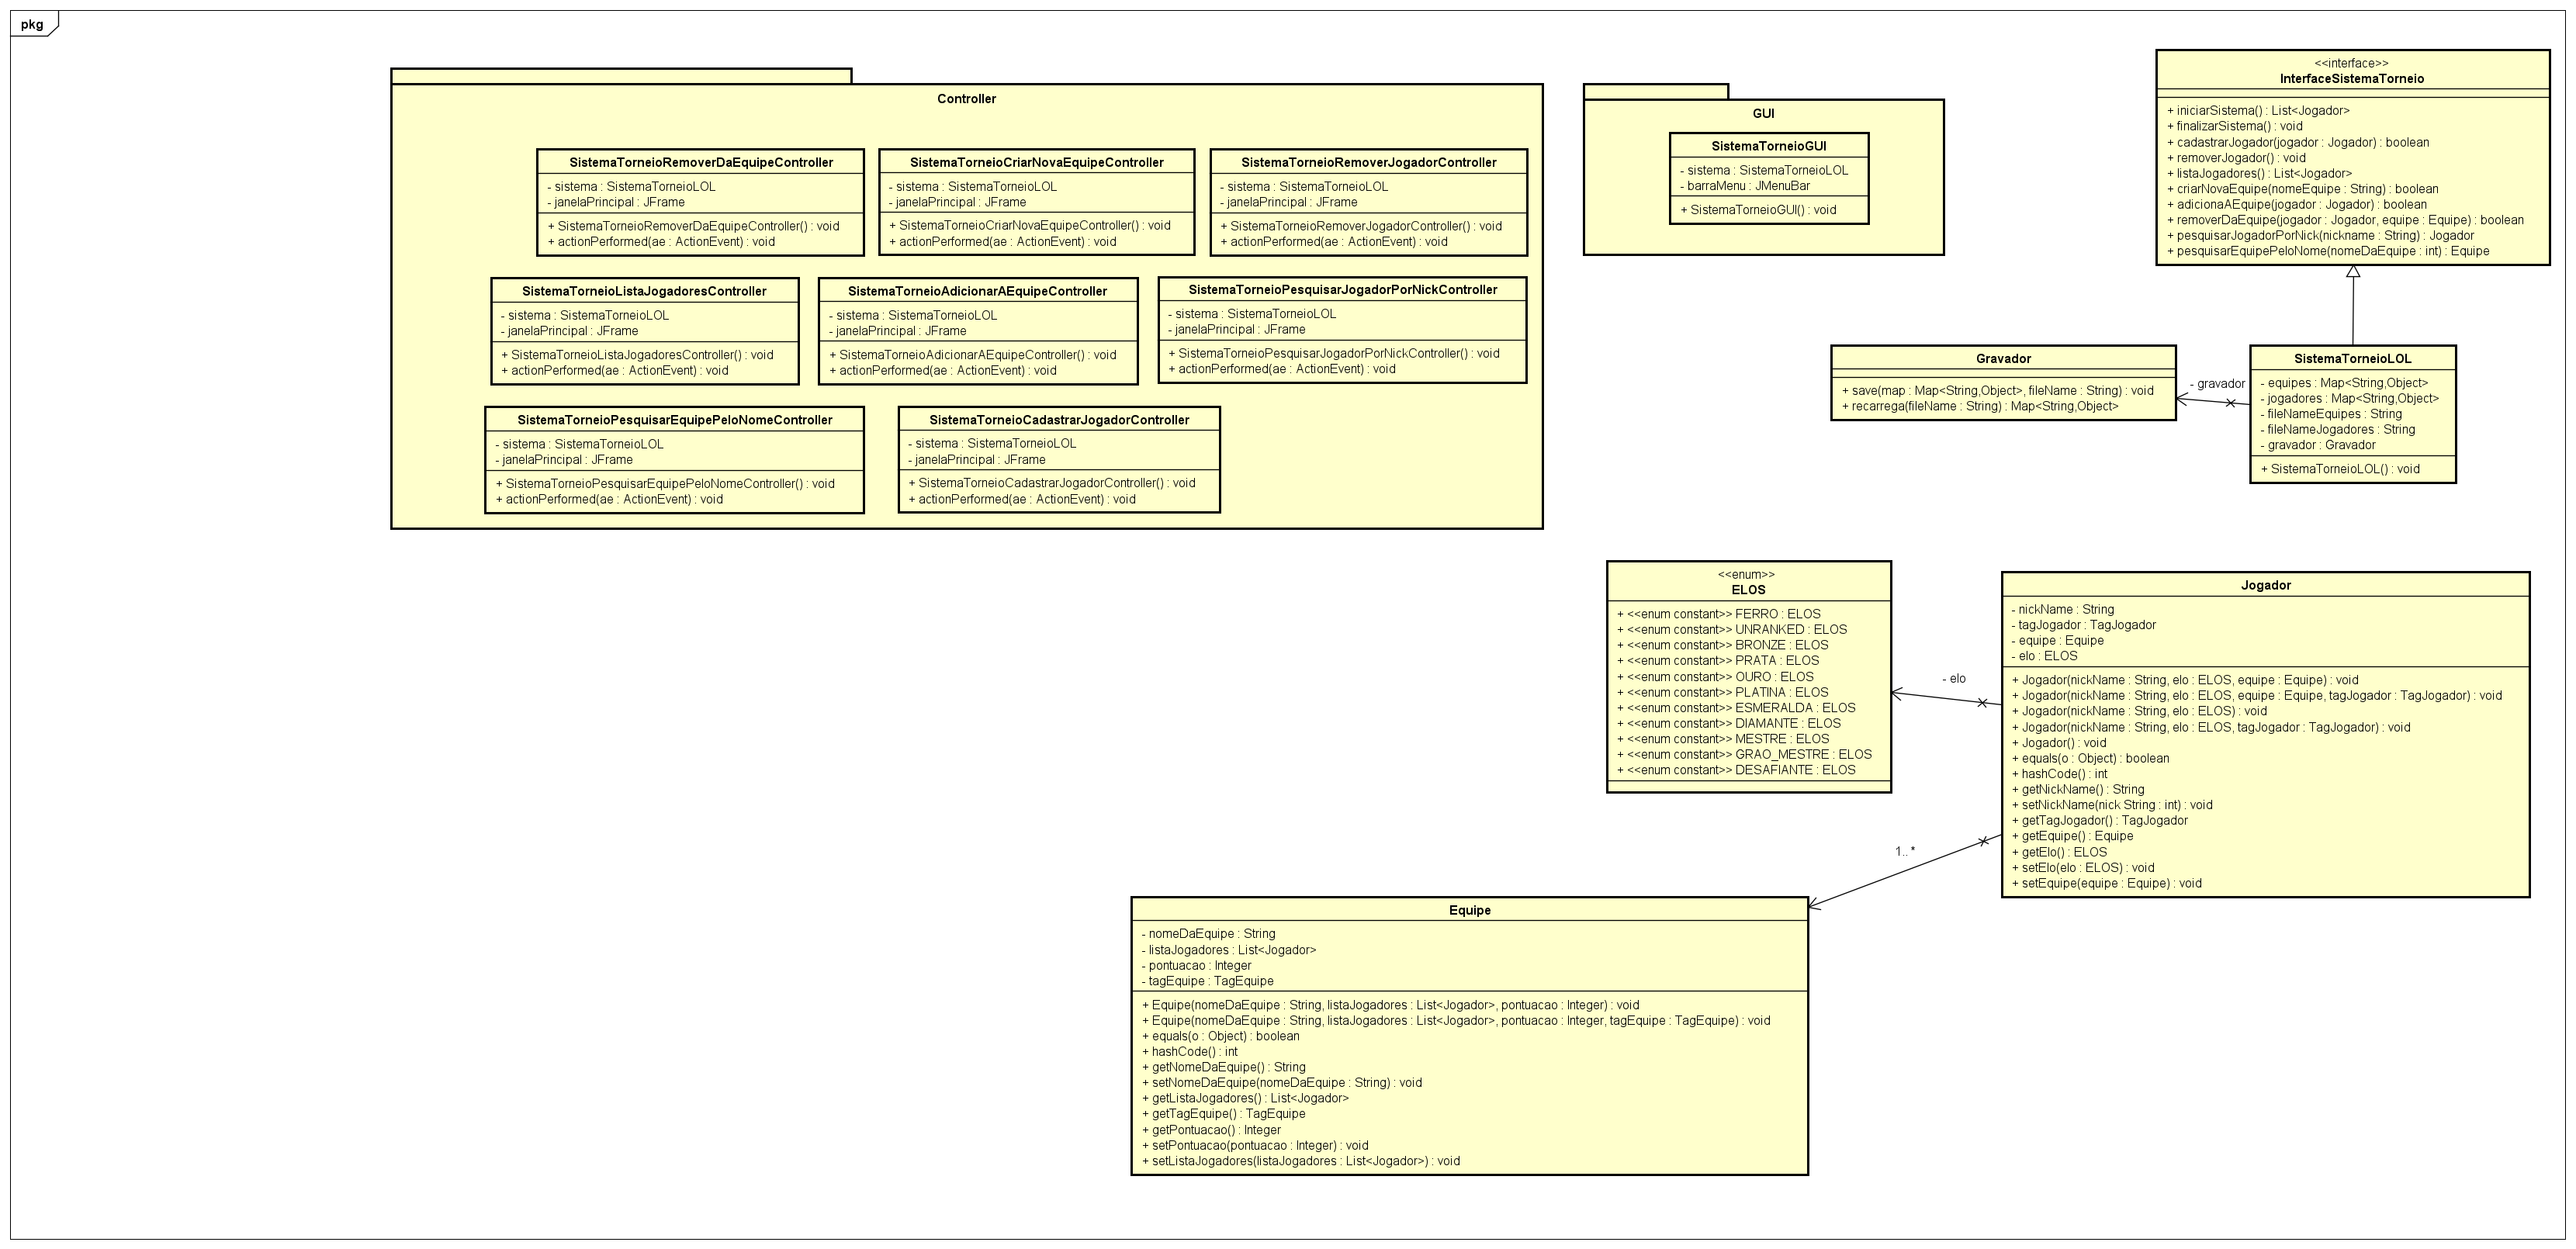 pkg
Controller
SistemaTorneioRemoverDaEquipeController
- sistema : SistemaTorneioLOL
- janelaPrincipal : JFrame
+ SistemaTorneioRemoverDaEquipeController() : void
+ actionPerformed(ae : ActionEvent) : void
SistemaTorneioCriarNovaEquipeController
- sistema : SistemaTorneioLOL
- janelaPrincipal : JFrame
+ SistemaTorneioCriarNovaEquipeController() : void
+ actionPerformed(ae : ActionEvent) : void
SistemaTorneioRemoverJogadorController
- sistema : SistemaTorneioLOL
- janelaPrincipal : JFrame
+ SistemaTorneioRemoverJogadorController() : void
+ actionPerformed(ae : ActionEvent) : void
SistemaTorneioListaJogadoresController
- sistema : SistemaTorneioLOL
- janelaPrincipal : JFrame
+ SistemaTorneioListaJogadoresController() : void
+ actionPerformed(ae : ActionEvent) : void
SistemaTorneioAdicionarAEquipeController
- sistema : SistemaTorneioLOL
- janelaPrincipal : JFrame
+ SistemaTorneioAdicionarAEquipeController() : void
+ actionPerformed(ae : ActionEvent) : void
SistemaTorneioPesquisarJogadorPorNickController
- sistema : SistemaTorneioLOL
- janelaPrincipal : JFrame
+ SistemaTorneioPesquisarJogadorPorNickController() : void
+ actionPerformed(ae : ActionEvent) : void
SistemaTorneioPesquisarEquipePeloNomeController
- sistema : SistemaTorneioLOL
- janelaPrincipal : JFrame
+ SistemaTorneioPesquisarEquipePeloNomeController() : void
+ actionPerformed(ae : ActionEvent) : void
SistemaTorneioCadastrarJogadorController
- sistema : SistemaTorneioLOL
- janelaPrincipal : JFrame
+ SistemaTorneioCadastrarJogadorController() : void
+ actionPerformed(ae : ActionEvent) : void
GUI
SistemaTorneioGUI
- sistema : SistemaTorneioLOL
- barraMenu : JMenuBar
+ SistemaTorneioGUI() : void
<<interface>>
InterfaceSistemaTorneio
+ iniciarSistema() : List<Jogador>
+ finalizarSistema() : void
+ cadastrarJogador(jogador : Jogador) : boolean
+ removerJogador() : void
+ listaJogadores() : List<Jogador>
+ criarNovaEquipe(nomeEquipe : String) : boolean
+ adicionaAEquipe(jogador : Jogador) : boolean
+ removerDaEquipe(jogador : Jogador, equipe : Equipe) : boolean
+ pesquisarJogadorPorNick(nickname : String) : Jogador
+ pesquisarEquipePeloNome(nomeDaEquipe : int) : Equipe
Gravador
+ save(map : Map<String,Object>, fileName : String) : void
+ recarrega(fileName : String) : Map<String,Object>
- gravador
SistemaTorneioLOL
- equipes : Map<String,Object>
- jogadores : Map<String,Object>
- fileNameEquipes : String
- fileNameJogadores : String
- gravador : Gravador
+ SistemaTorneioLOL() : void
<<enum>>
ELOS
+ <<enum constant>> FERRO : ELOS
+ <<enum constant>> UNRANKED : ELOS
+ <<enum constant>> BRONZE : ELOS
+ <<enum constant>> PRATA : ELOS
+ <<enum constant>> OURO : ELOS
+ <<enum constant>> PLATINA : ELOS
+ <<enum constant>> ESMERALDA : ELOS
+ <<enum constant>> DIAMANTE : ELOS
+ <<enum constant>> MESTRE : ELOS
+ <<enum constant>> GRAO_MESTRE : ELOS
+ <<enum constant>> DESAFIANTE : ELOS
- elo
Jogador
- nickName : String
- tagJogador : TagJogador
- equipe : Equipe
- elo : ELOS
+ Jogador(nickName : String, elo : ELOS, equipe : Equipe) : void
+ Jogador(nickName : String, elo : ELOS, equipe : Equipe, tagJogador : TagJogador) : void
+ Jogador(nickName : String, elo : ELOS) : void
+ Jogador(nickName : String, elo : ELOS, tagJogador : TagJogador) : void
+ Jogador() : void
+ equals(o : Object) : boolean
+ hashCode() : int
+ getNickName() : String
+ setNickName(nick String : int) : void
+ getTagJogador() : TagJogador
+ getEquipe() : Equipe
+ getElo() : ELOS
+ setElo(elo : ELOS) : void
+ setEquipe(equipe : Equipe) : void
1..*
Equipe
- nomeDaEquipe : String
- listaJogadores : List<Jogador>
- pontuacao : Integer
- tagEquipe : TagEquipe
+ Equipe(nomeDaEquipe : String, listaJogadores : List<Jogador>, pontuacao : Integer) : void
+ Equipe(nomeDaEquipe : String, listaJogadores : List<Jogador>, pontuacao : Integer, tagEquipe : TagEquipe) : void
+ equals(o : Object) : boolean
+ hashCode() : int
+ getNomeDaEquipe() : String
+ setNomeDaEquipe(nomeDaEquipe : String) : void
+ getListaJogadores() : List<Jogador>
+ getTagEquipe() : TagEquipe
+ getPontuacao() : Integer
+ setPontuacao(pontuacao : Integer) : void
+ setListaJogadores(listaJogadores : List<Jogador>) : void